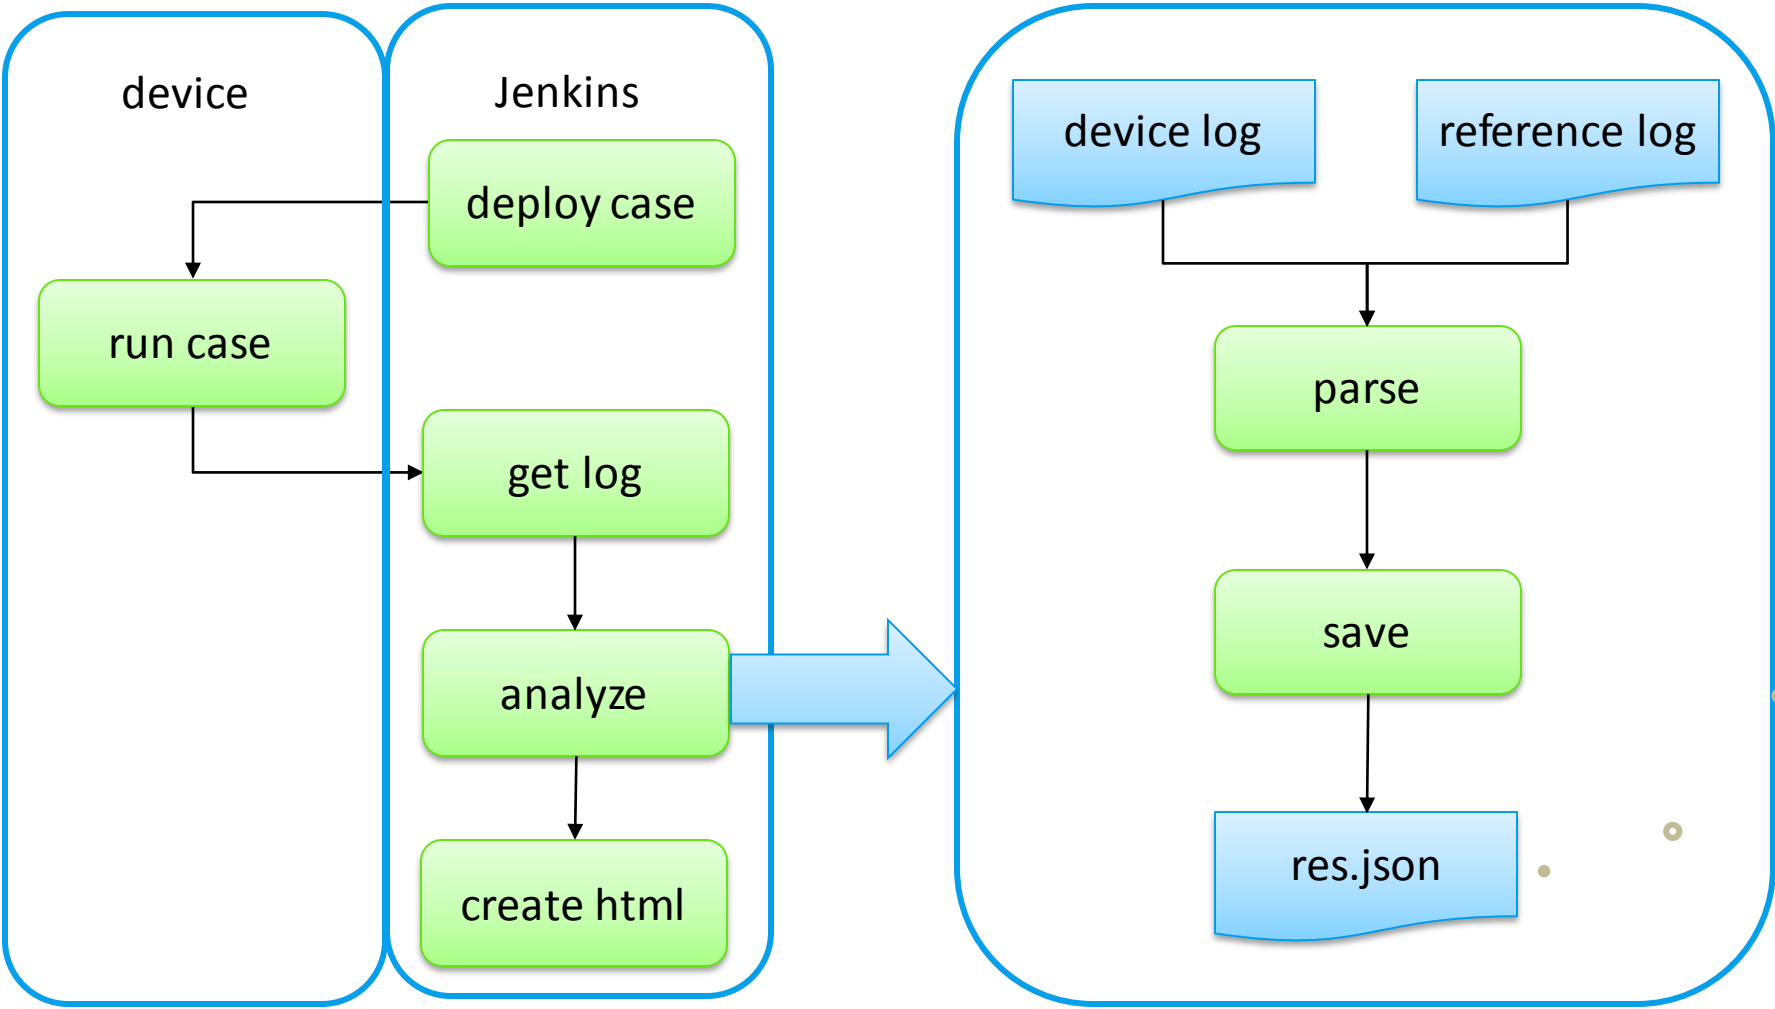 device
Jenkins
deploy case
run case
get log
analyze
create html
device log
reference log
parse
save
res.json